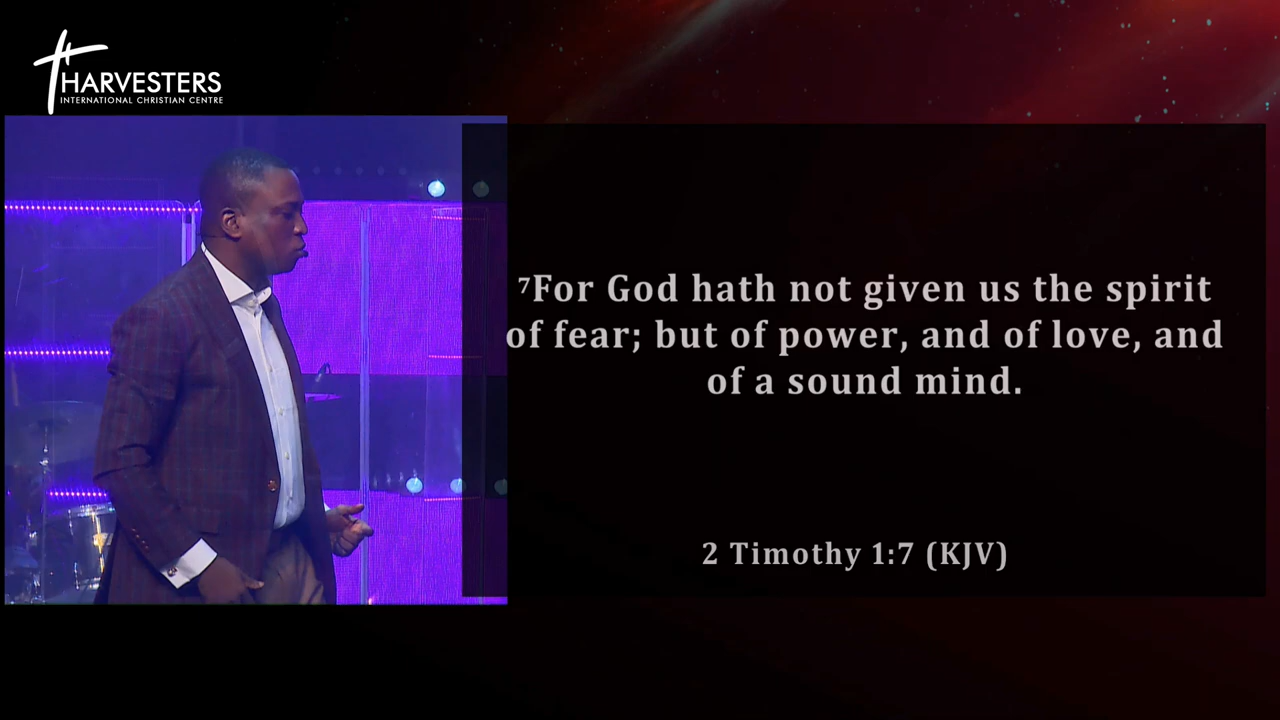 HARVESTERS
INTERNATIONAL CHRISTIAN CENTRE
⁷For God hath not given us the spirit
of fear; but of power, and of love, and
of a sound mind.
2 Timothy 1:7 (KJV)